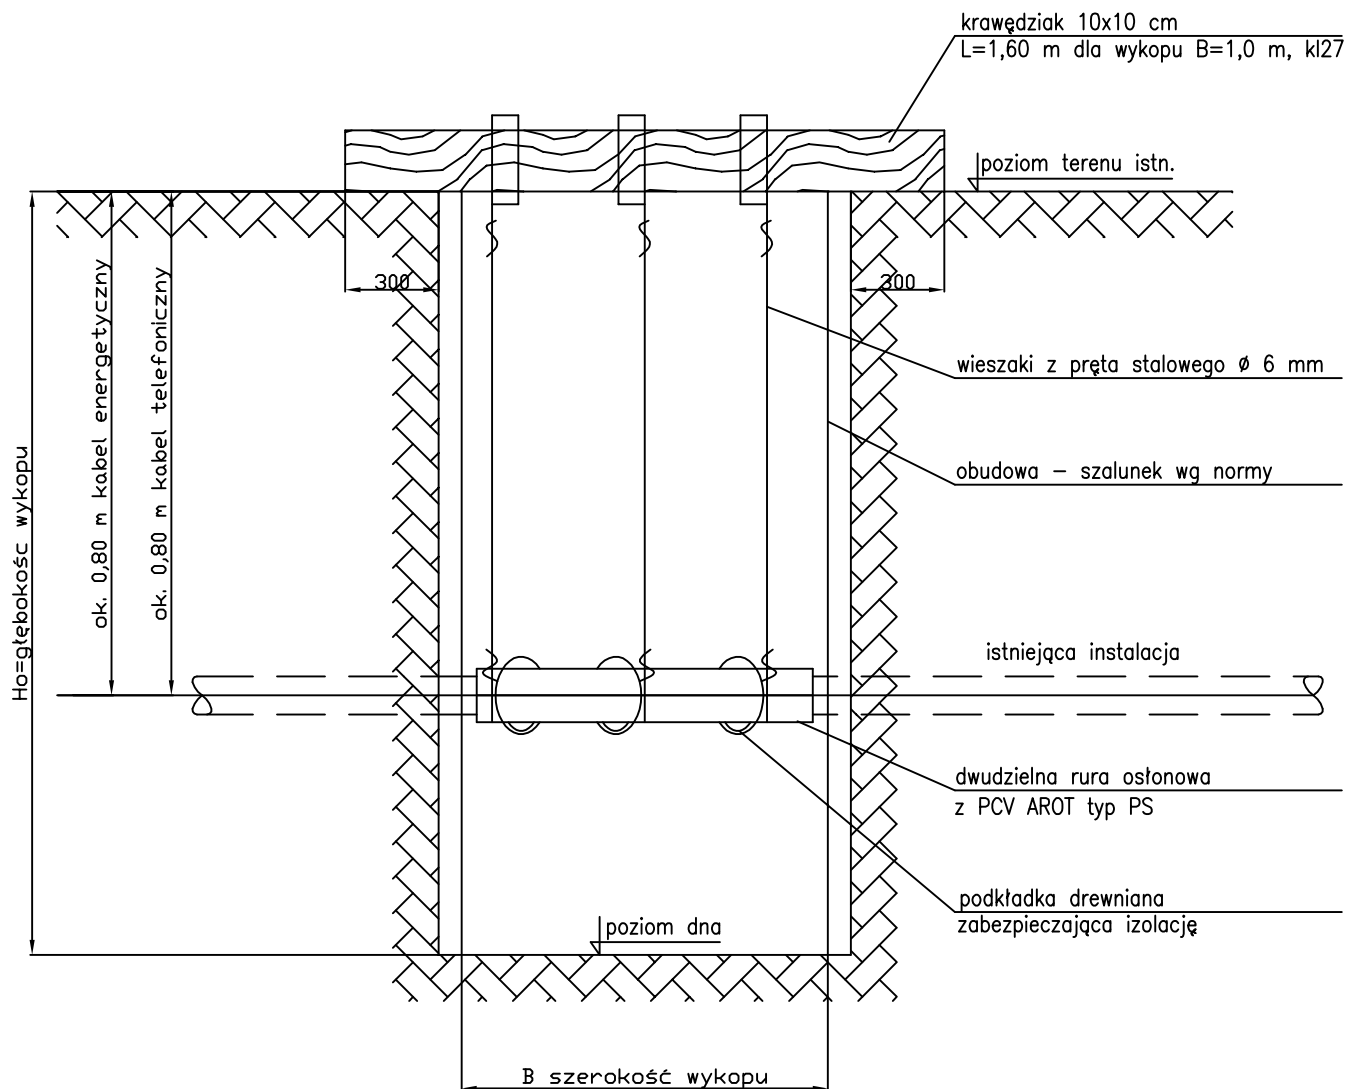 krawędziak 10x10 cm
L=1,60 m dla wykopu B=1,0 m, kl27
poziom terenu istn.
300
300
ok. 0,80 m kabel energetyczny
ok. 0,80 m kabel telefoniczny
wieszaki z pręta stalowego ø 6 mm
obudowa – szalunek wg normy
Ho=głębokośc wykopu
istniejąca instalacja
dwudzielna rura osłonowa
z PCV AROT typ PS
podkładka drewniana
zabezpieczająca izolację
poziom dna
B szerokość wykopu